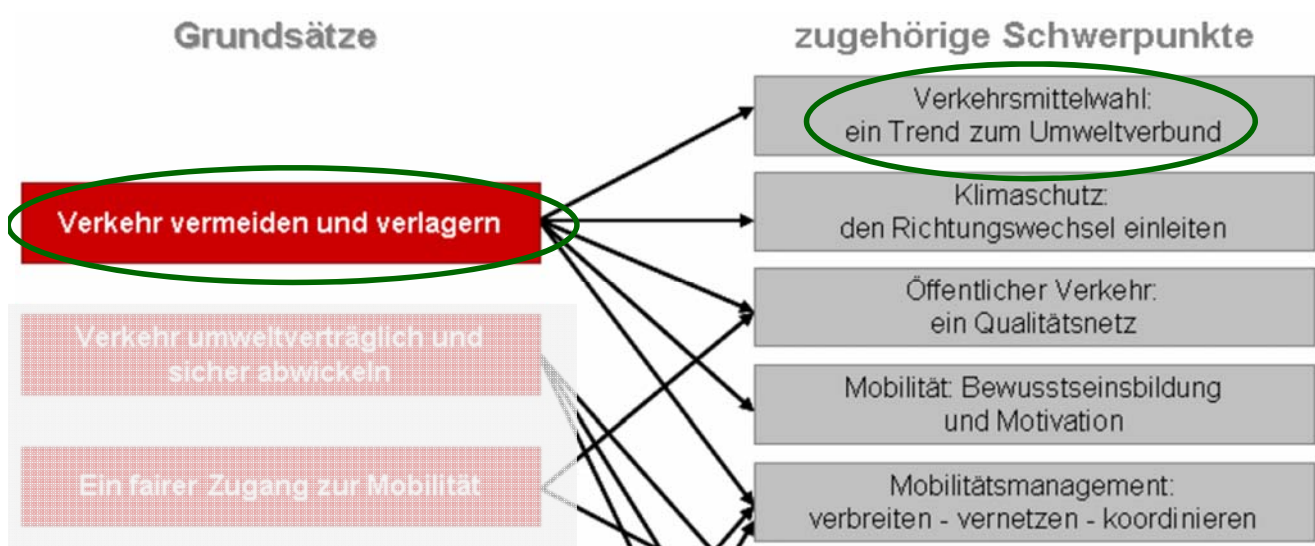 Grundsätze
zugehörige Schwerpunkte
Verkehr vermeiden und verlagern
Verkehr umweltverträglich und
sicher abwickeln
Ein fairer Zugang zur Mobilität
Verkehrsmittelwahl:
ein Trend zum Umweltverbund
Klimaschutz:
den Richtungswechsel einleiten
Öffentlicher Verkehr:
ein Qualitätsnetz
Mobilität: Bewusstseinsbildung
und Motivation
Mobilitätsmanagement:
verbreiten - vernetzen - koordinieren